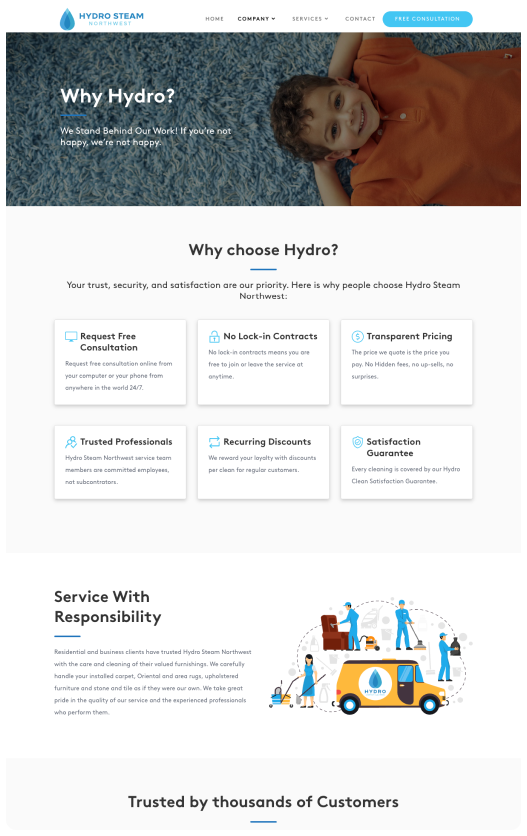 HYDRO STEAM
NORTHWEST
HOME COMPANY SERVICES CONTACT FREE CONSULTATION
Why Hydro?
We Stand Behind Our Work! If you're not
happy, we're not happy.
Why choose Hydro?
Your trust, security, and satisfaction are our priority. Here is why people choose Hydro Steam
Northwest:
Request Free
Consultation
Request free consultation online from
your computer or your phone from
anywhere in the world 24/7.
No Lock-in Contracts
No lock-in contracts means you are
free to join or leave the service at
anytime.
Transparent Pricing
The price we quote is the price you
pay. No Hidden fees, no up-sells, no
surprises.
Trusted Professionals
Hydro Steam Northwest service team
members are committed employees,
not subcontrators.
Recurring Discounts
We reward your loyalty with discounts
per clean for regular customers.
Satisfaction
Guarantee
Every cleaning is covered by our Hydro
Clean Satisfaction Guarantee.
Service With
Responsibility
Residential and business clients have trusted Hydro Steam Northwest
with the care and cleaning of their valued furnishings. We carefully
handle your installed carpet, Oriental and area rugs, upholstered
furniture and stone and tile as if they were our own. We take great
pride in the quality of our service and the experienced professionals
who perform them.
HYDRO
Trusted by thousands of Customers